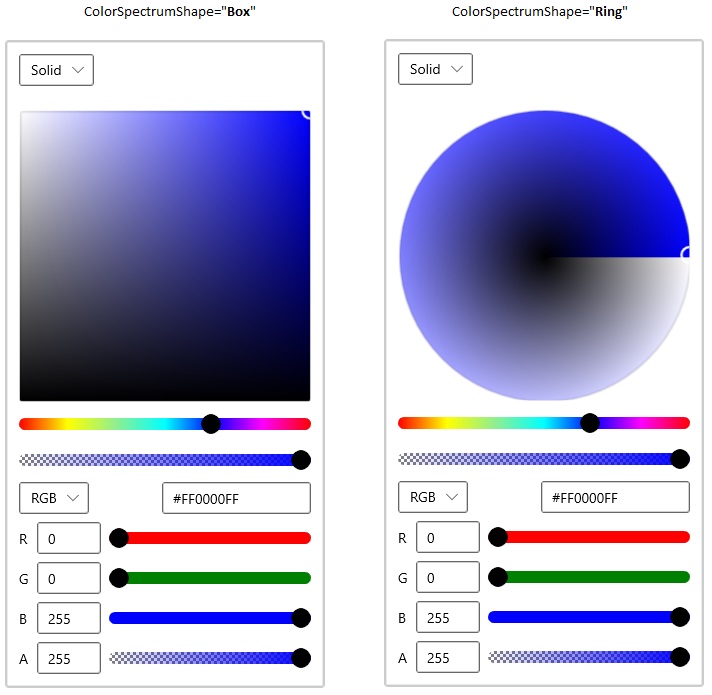 ColorSpectrumShape="Box"
Solid
RGB
#FF0000FF
R 0
G 0
B 255
A 255
ColorSpectrumShape="Ring"
Solid
RGB
#FF0000FF
R 0
G 0
B 255
A 255